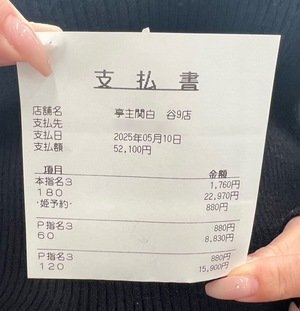 支払書
店舗名 亭主関白 谷9店
支払先
支払日 2025年05月10日
支払額 52,100円
項目 金額
本指名3 1,760円
180 22,970円
・姫予約・ 880円
P指名3 880円
60 8,830円
P指名3 880円
120 15,900円